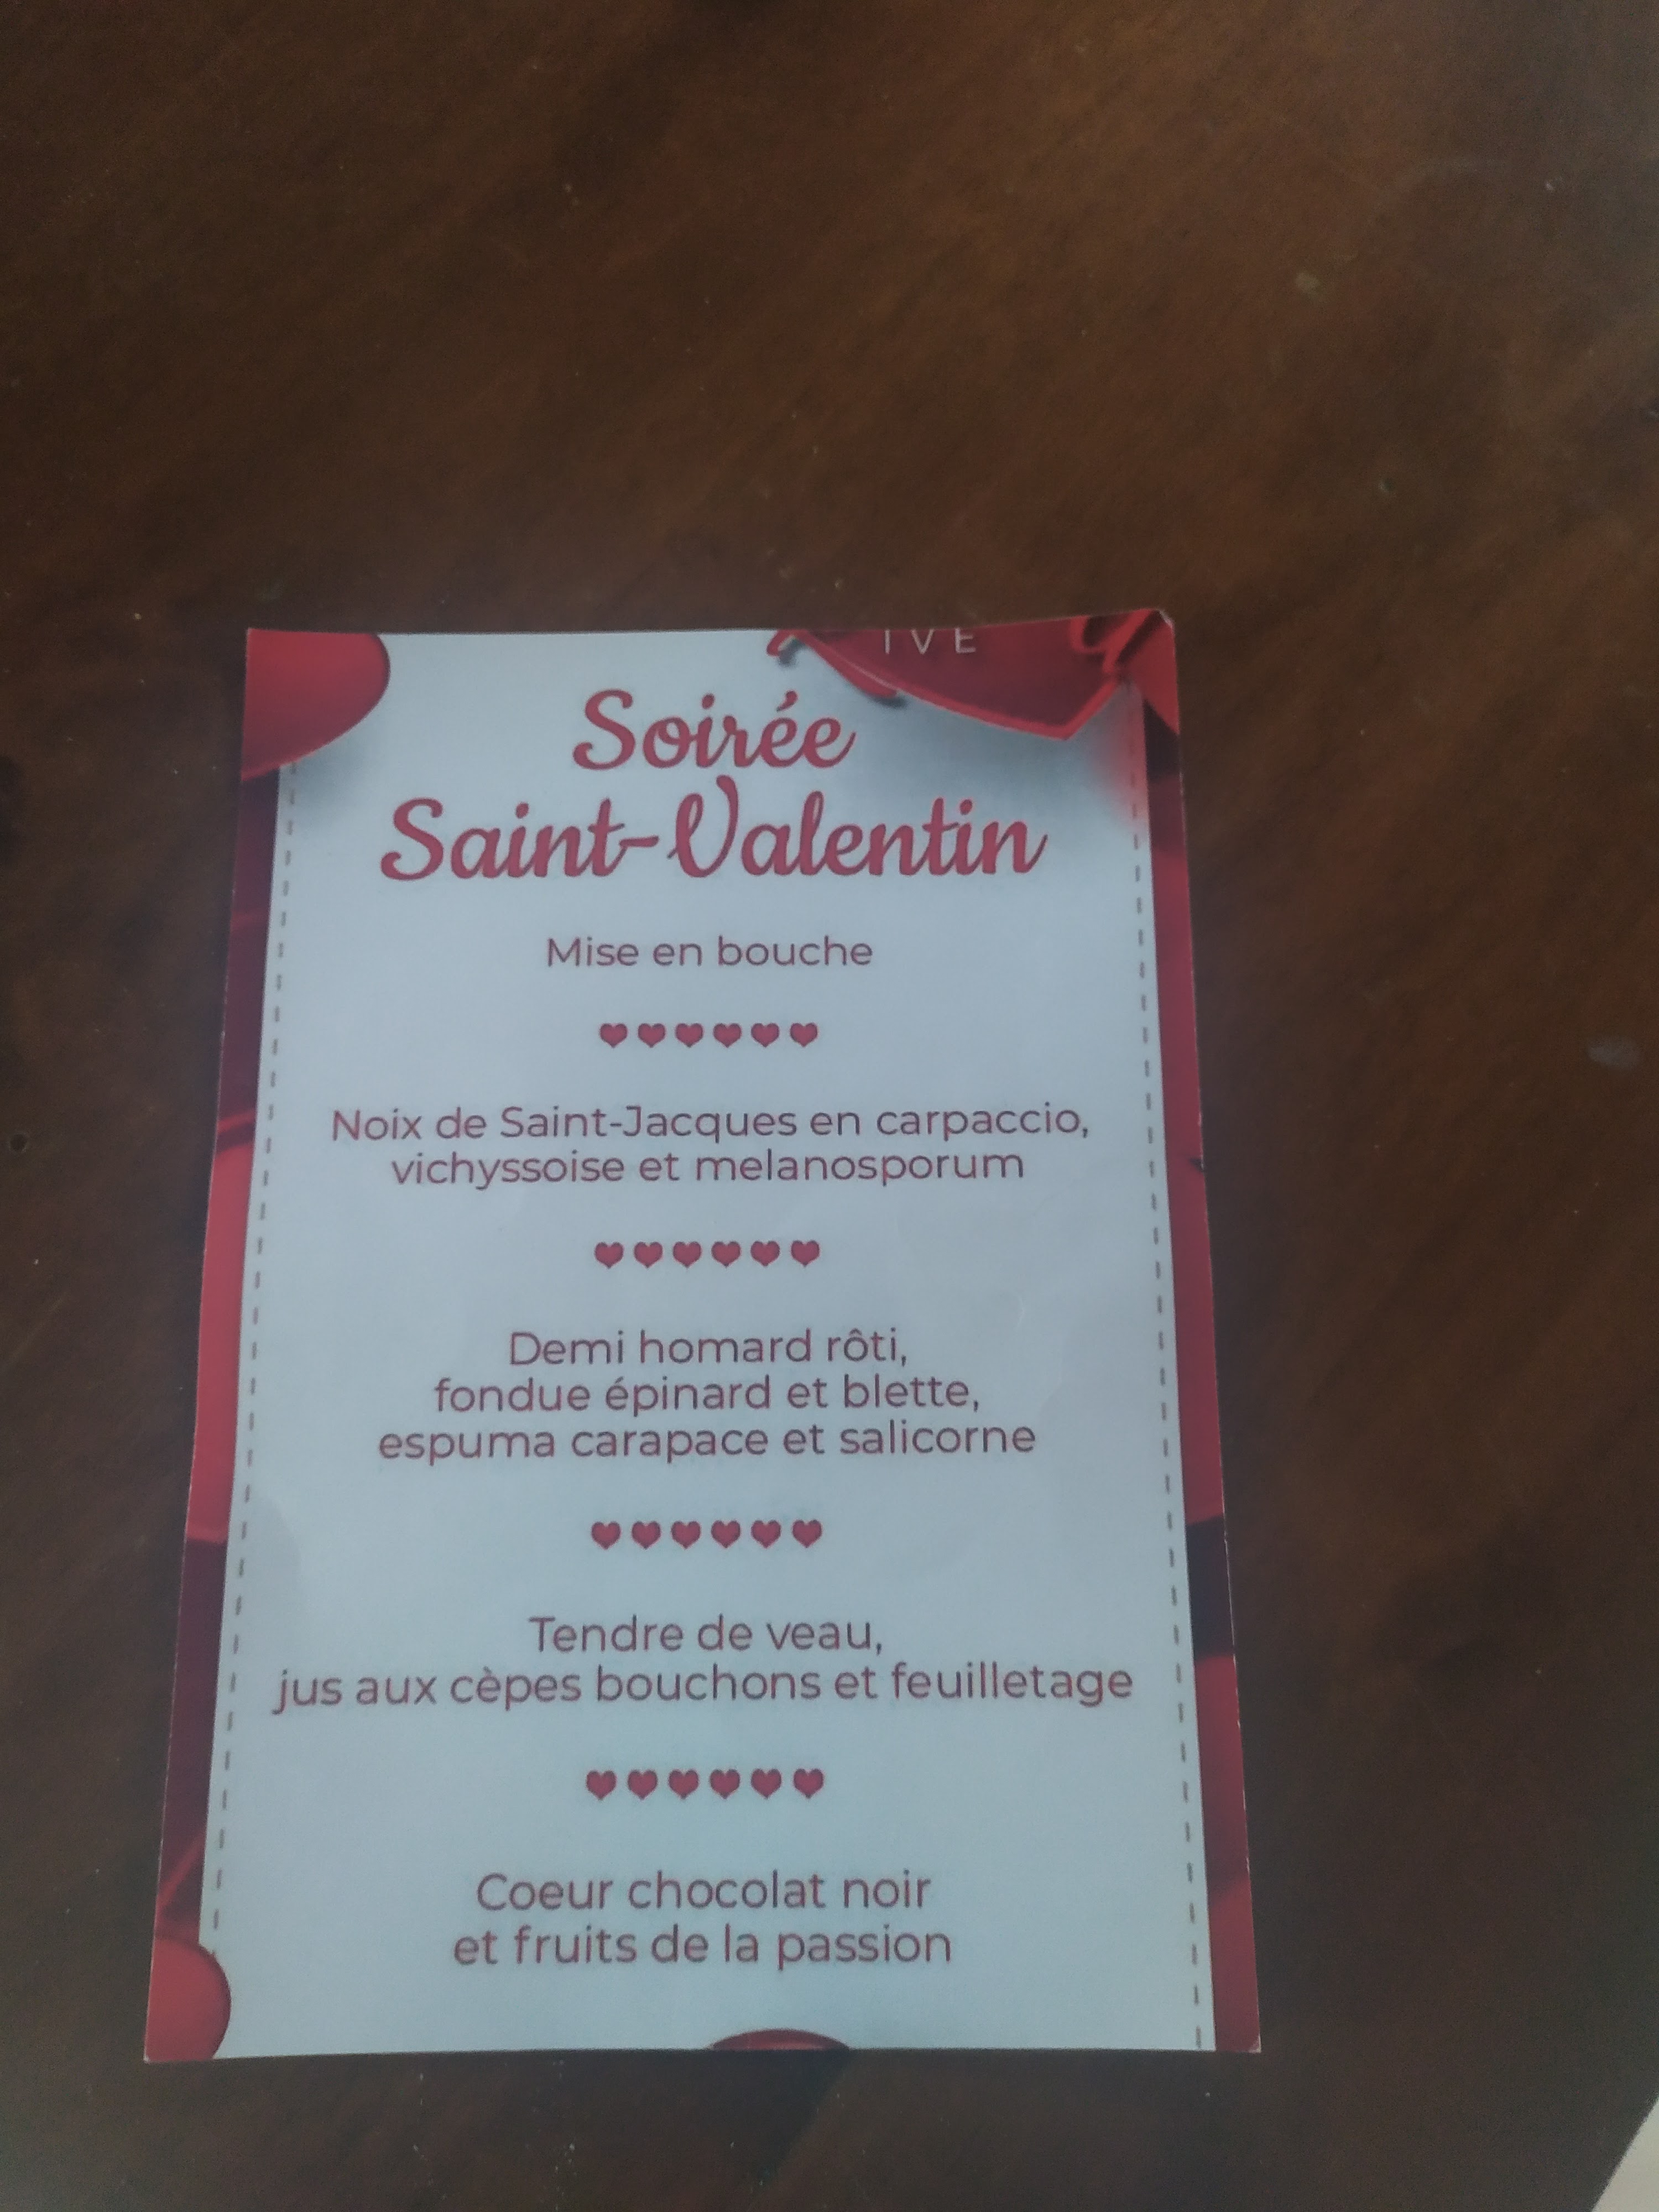 IVE
Soirée
Saint-Valentin
Mise en bouche
Noix de Saint-Jacques en carpaccio,
vichyssoise et melanosporum
Demi homard rôti,
fondue épinard et blette,
espuma carapace et salicorne
Tendre de veau,
jus aux cèpes bouchons et feuilletage
Coeur chocolat noir
et fruits de la passion